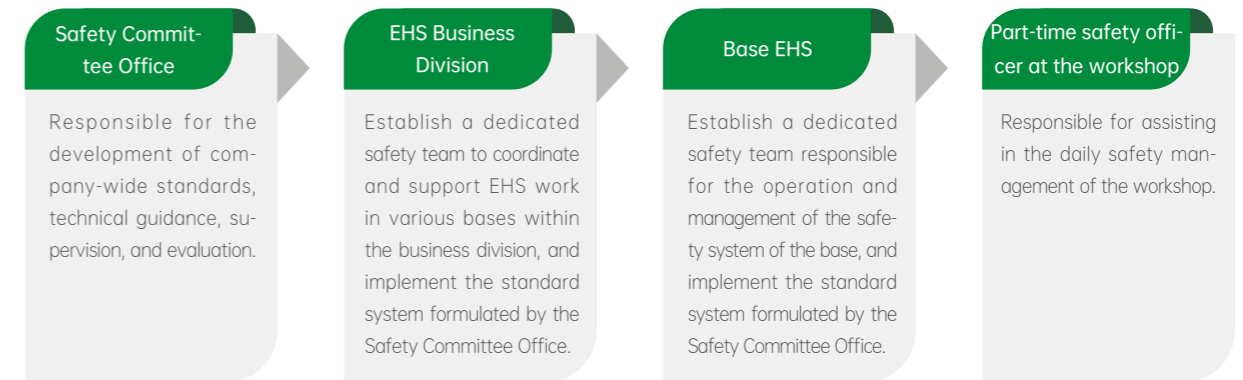 Safety Commit-
tee Office
Responsible for the
development of com-
pany-wide standards,
technical guidance, su-
pervision, and evaluation.
EHS Business
Division
Establish a dedicated
safety team to coordinate
and support EHS work
in various bases within
the business division, and
implement the standard
system formulated by the
Safety Committee Office.
Base EHS
Establish a dedicated
safety team responsible
for the operation and
management of the safe-
ty system of the base, and
implement the standard
system formulated by the
Safety Committee Office.
Part-time safety offi-
cer at the workshop
Responsible for assisting
in the daily safety man-
agement of the workshop.